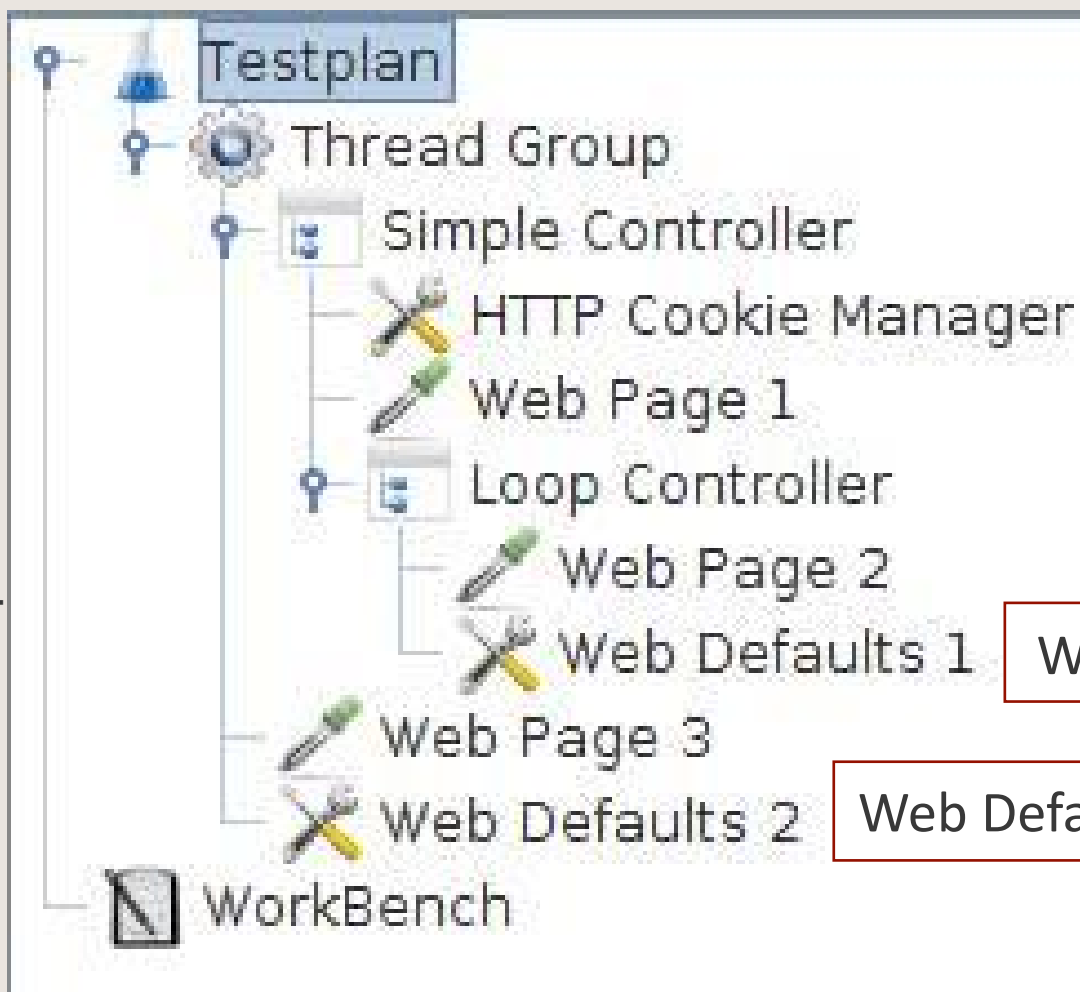 Testplan
Thread Group
Simple Controller
HTTP Cookie Manager
Web Page 1
Loop Controller
Web Page 2
Web Defaults 1
Web Page 3
Web Defaults 2 Web
WorkBench